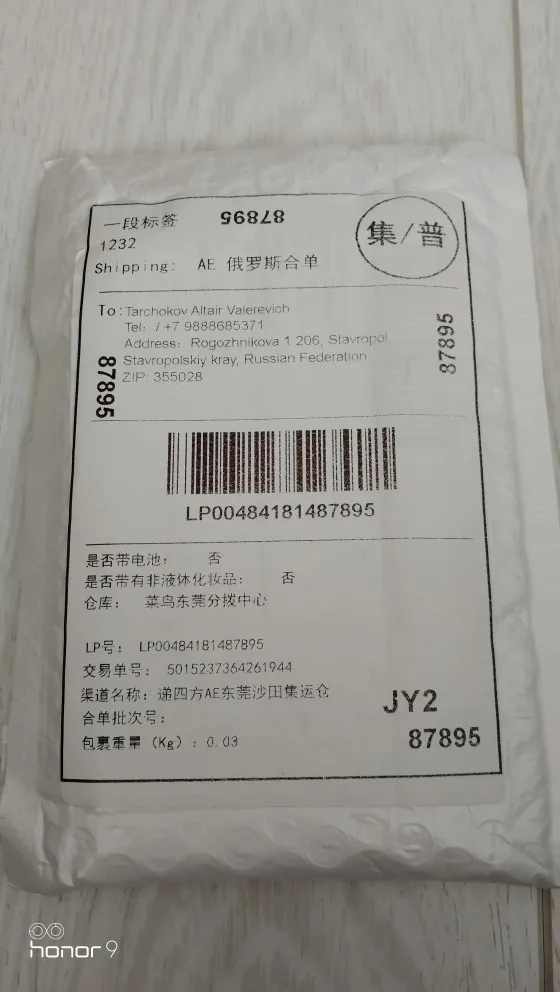 一段标签
87895
1232
集/普
Shipping: AE 俄罗斯合单
To: Tarchokov Altair Valerevich
Tel: / +7 9888685371
Address: Rogozhnikova 1 206, Stavropol,
Stavropolskiy kray, Russian Federation
ZIP: 355028
87895
87895
LP00484181487895
是否带电池: 否
是否带有非液体化妆品: 否
仓库: 菜鸟东莞分拨中心
LP号: LP00484181487895
交易单号: 5015237364261944
渠道名称: 递四方AE东莞沙田集运仓
合单批次号:
包裹重量 (Kg) : 0.03
JY2
87895
honor 9